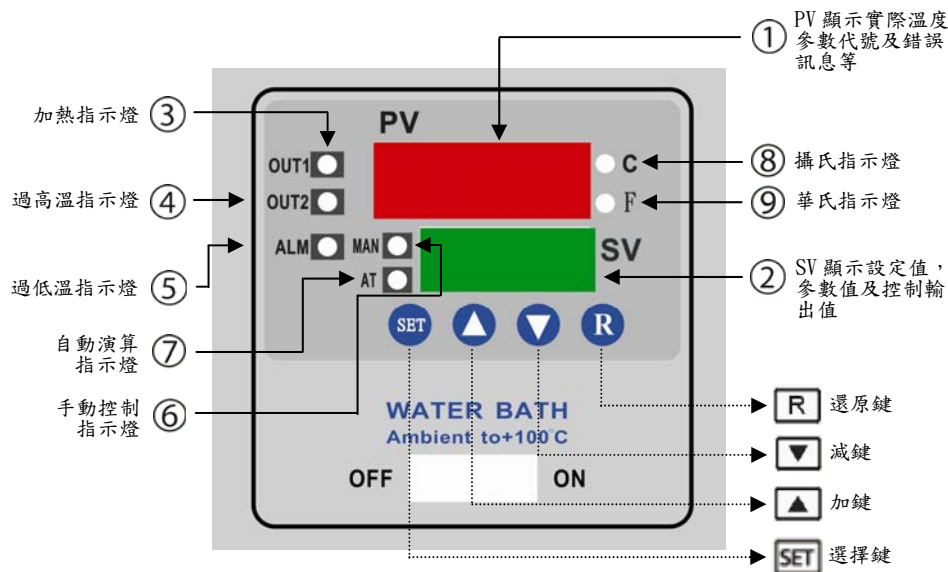 ① PV 顯示實際溫度
參數代號及錯誤
訊息等
加熱指示燈 ③
PV
OUT1
C
⑧ 攝氏指示燈
過高溫指示燈 ④
OUT2
F
⑨ 華氏指示燈
ALM
MAN
SV
過低溫指示燈 ⑤
AT
② SV 顯示設定值，
參數值及控制輸
出值
SET
R
自動演算
指示燈
⑦
手動控制
指示燈
⑥
WATER BATH
Ambient to+100°C
OFF
ON
R 還原鍵
▼ 減鍵
▲ 加鍵
SET 選擇鍵